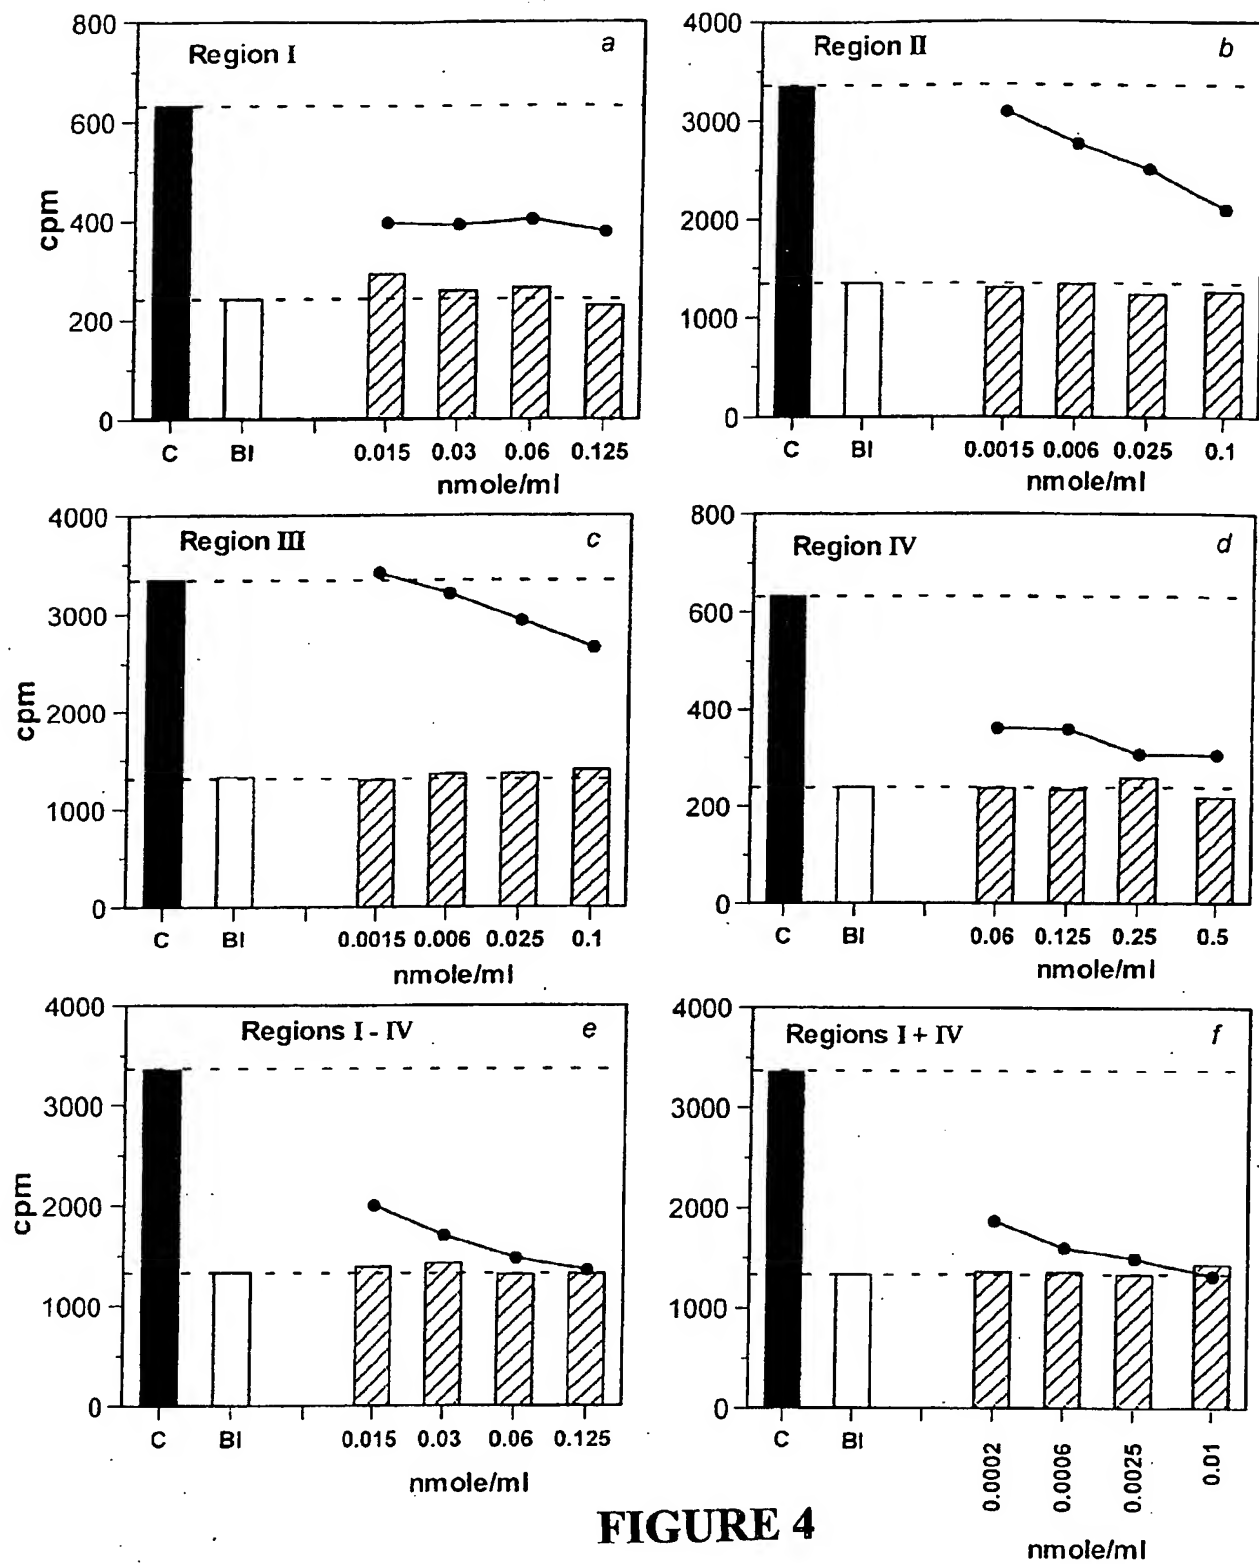 Region I
a
800
600
400
200
0
cpm
C BI 0.015 0.03 0.06 0.125
nmole/ml
Region II
b
4000
3000
2000
1000
0
C BI 0.0015 0.006 0.025 0.1
nmole/ml
Region III
c
4000
3000
2000
1000
0
cpm
C BI 0.0015 0.006 0.025 0.1
nmole/ml
Region IV
d
800
600
400
200
0
C BI 0.06 0.125 0.25 0.5
nmole/ml
Regions I - IV
e
4000
3000
2000
1000
0
cpm
C BI 0.015 0.03 0.06 0.125
nmole/ml
Regions I + IV
f
4000
3000
2000
1000
0
C BI 0.0002 0.0006 0.0025 0.01
nmole/ml
FIGURE 4